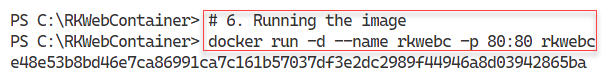 PS C:\RKWebContainer> # 6. Running the image
PS C:\RKWebContainer> docker run -d --name rkwebc -p 80:80 rkwebc
e48e53b8bd46e7ca86991ca7c161b57037df3e2dc2989f44946a8d03942865ba